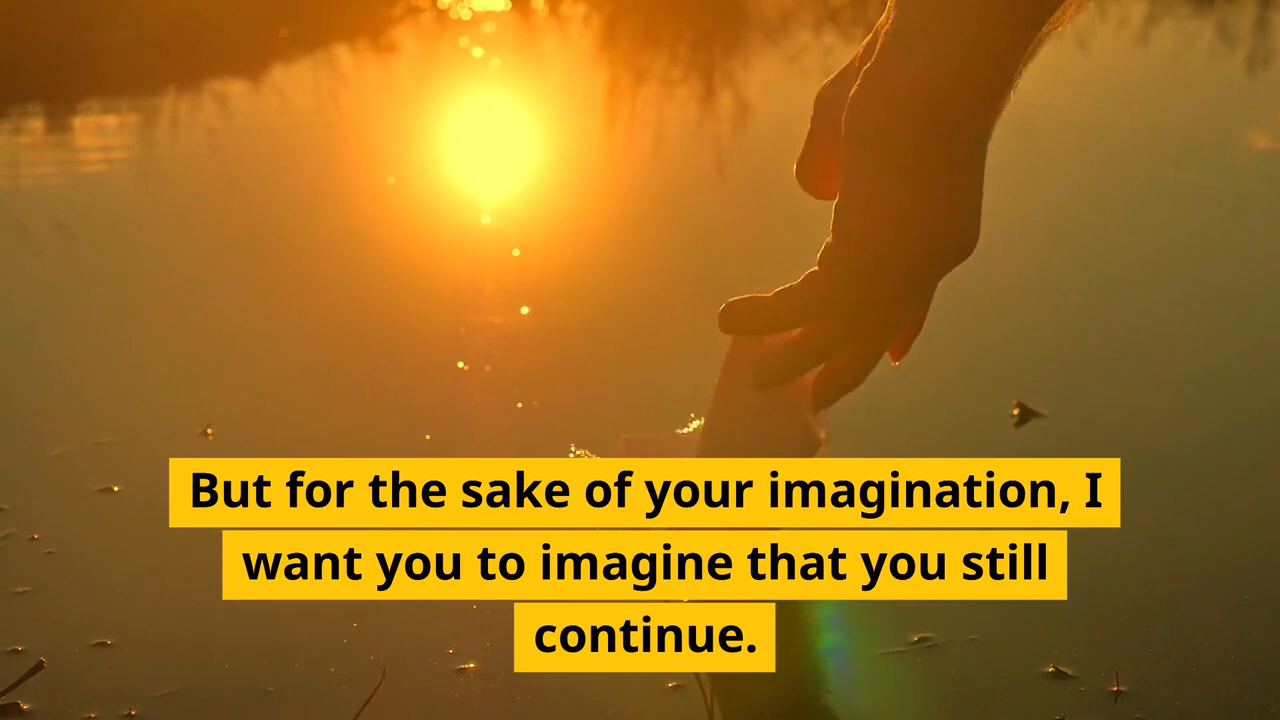 But for the sake of your imagination, I
want you to imagine that you still
continue.